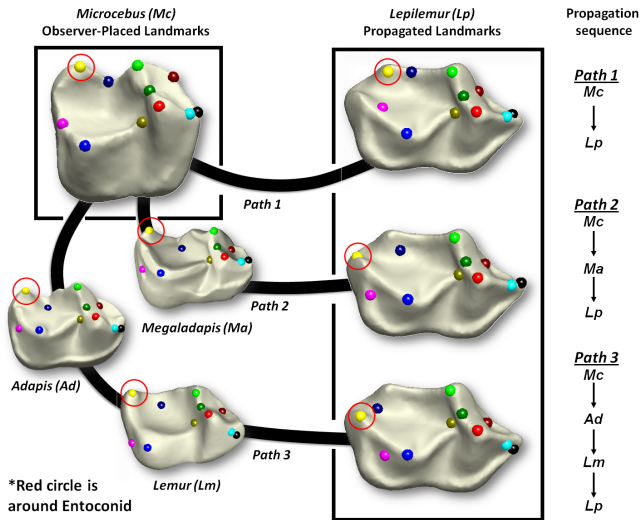 Microcebus (Mc)
Observer-Placed Landmarks
Lepilemur (Lp)
Propagated Landmarks
Propagation
sequence
Path 1
Mc
Lp
Path 1
Path 2
Mc
Ma
Lp
Path 2
Megaladapis (Ma)
Adapis (Ad)
Path 3
Mc
Ad
Lm
Lp
Path 3
Lemur (Lm)
*Red circle is
around Entoconid